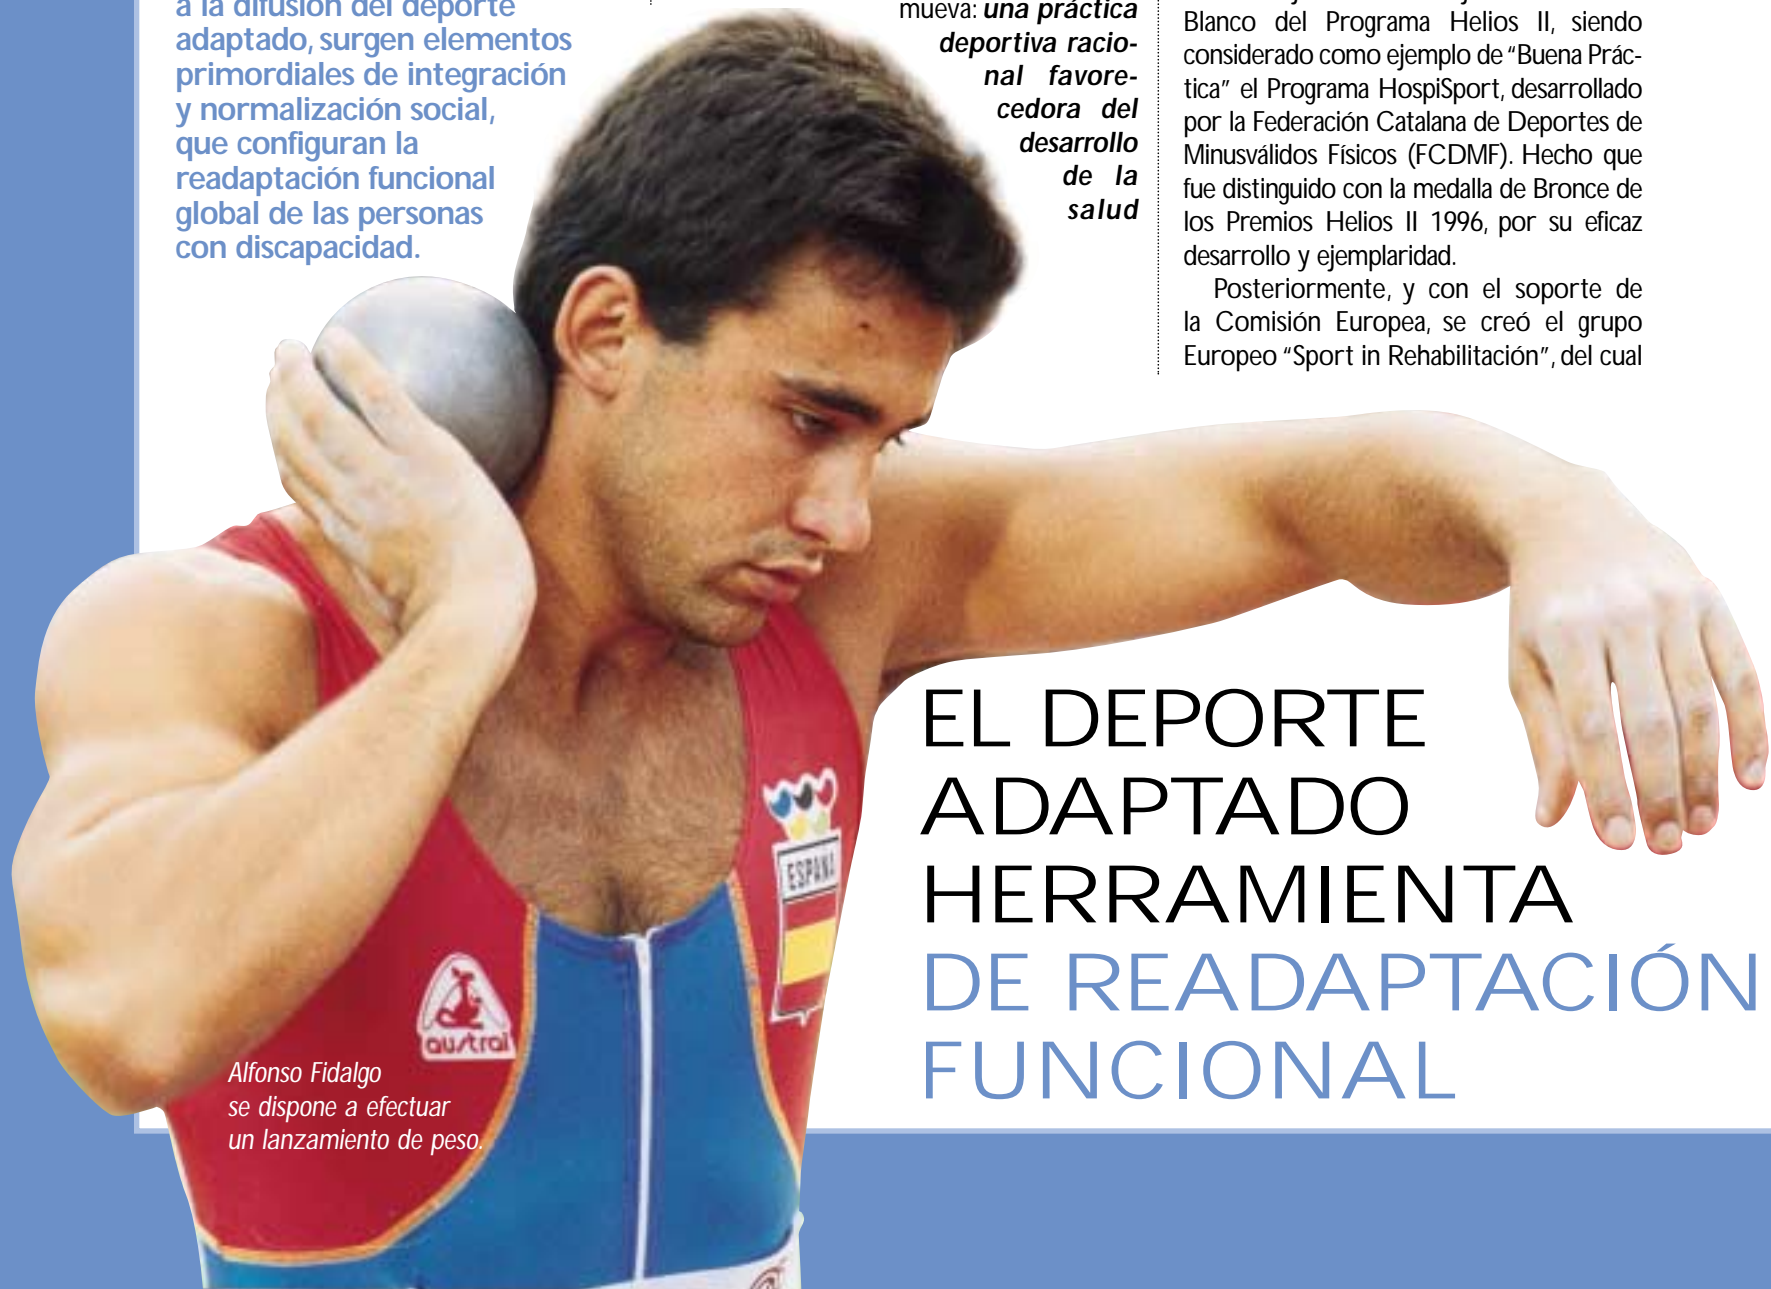 a la difusión del deporte
adaptado, surgen elementos
primordiales de integración
y normalización social,
que configuran la
readaptación funcional
global de las personas
con discapacidad.
mueva: una práctica
deportiva racio-
nal favore-
cedora del
desarrollo
de la
salud
Blanco del Programa Helios II, siendo
considerado como ejemplo de “Buena Prác-
tica” el Programa HospiSport, desarrollado
por la Federación Catalana de Deportes de
Minusválidos Físicos (FCDMF). Hecho que
fue distinguido con la medalla de Bronce de
los Premios Helios II 1996, por su eficaz
desarrollo y ejemplaridad.
Posteriormente, y con el soporte de
la Comisión Europea, se creó el grupo
Europeo “Sport in Rehabilitación”, del cual
EL DEPORTE
ADAPTADO
HERRAMIENTA
DE READAPTACIÓN
FUNCIONAL
ESPAÑA
austral
Alfonso Fidalgo
se dispone a efectuar
un lanzamiento de peso.